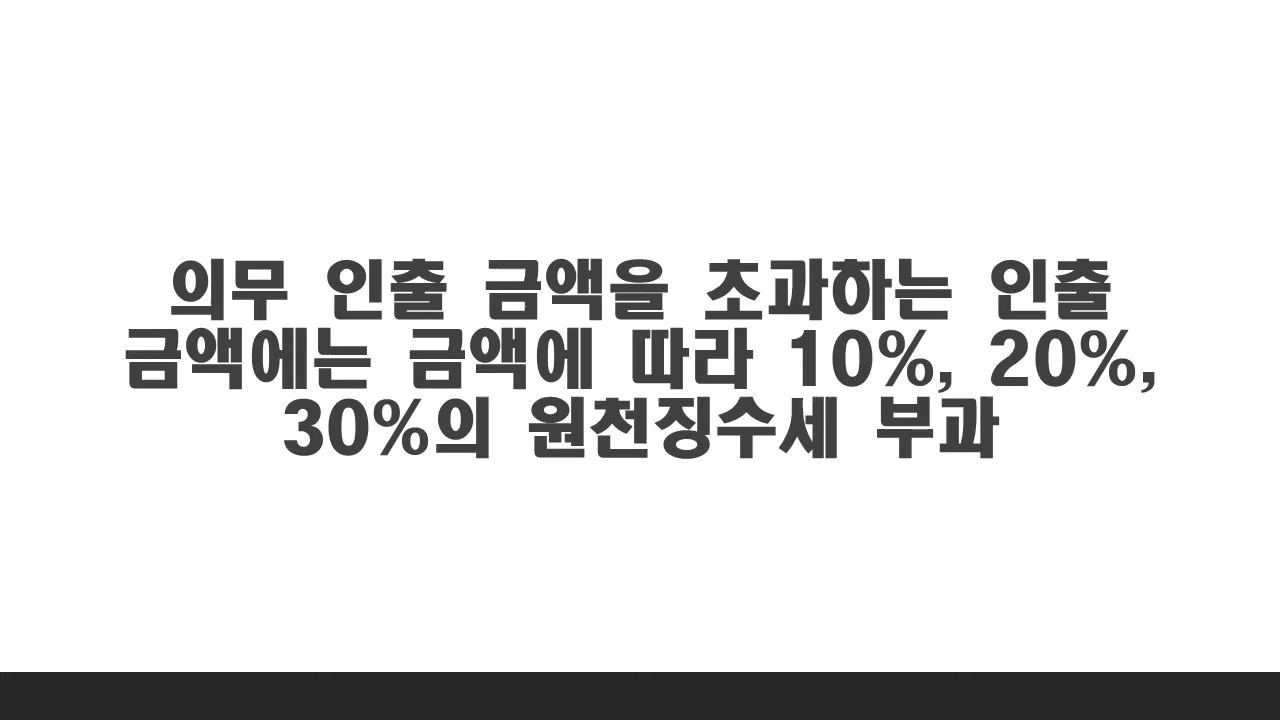 의무 인출 금액을 초과하는 인출
금액에는 금액에 따라 10%, 20%,
30%의 원천징수세 부과